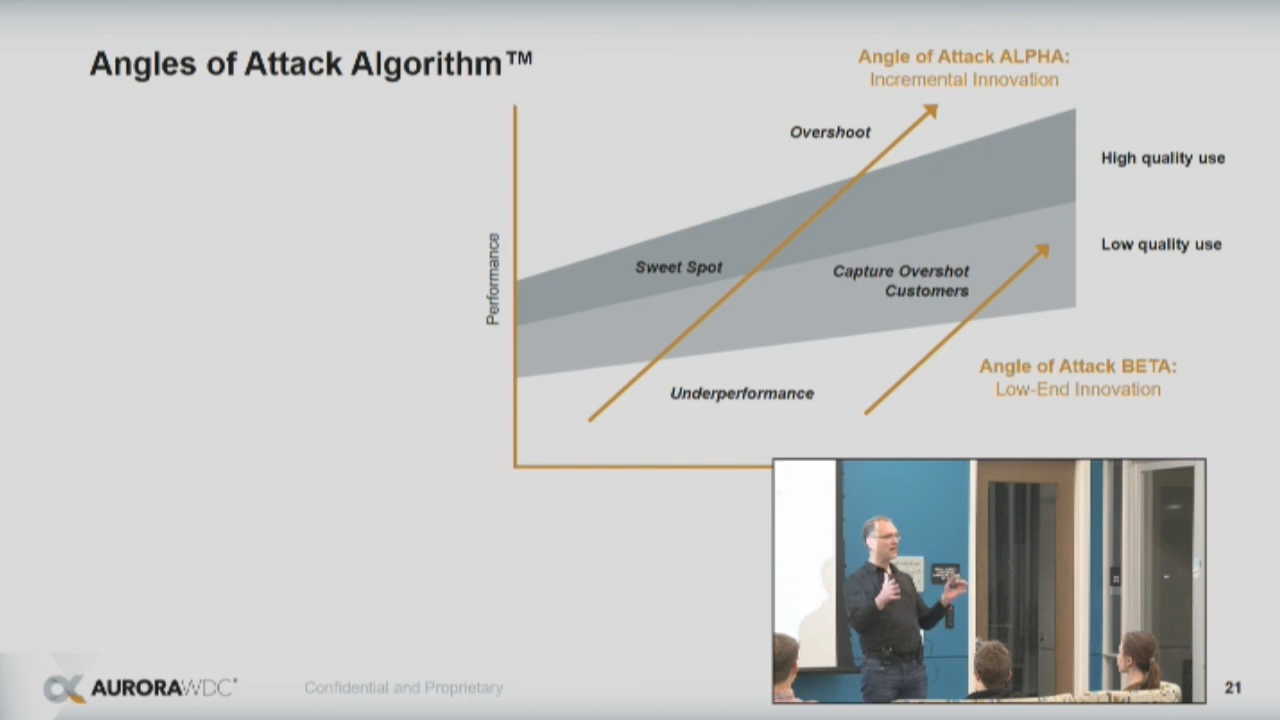 Angles of Attack Algorithm™
Angle of Attack ALPHA:
Incremental Innovation
Overshoot
High quality use
Performance
Sweet Spot
Low quality use
Capture Overshot
Customers
Angle of Attack BETA:
Low-End Innovation
Underperformance
AURORAWDC
Confidential and Proprietary
21